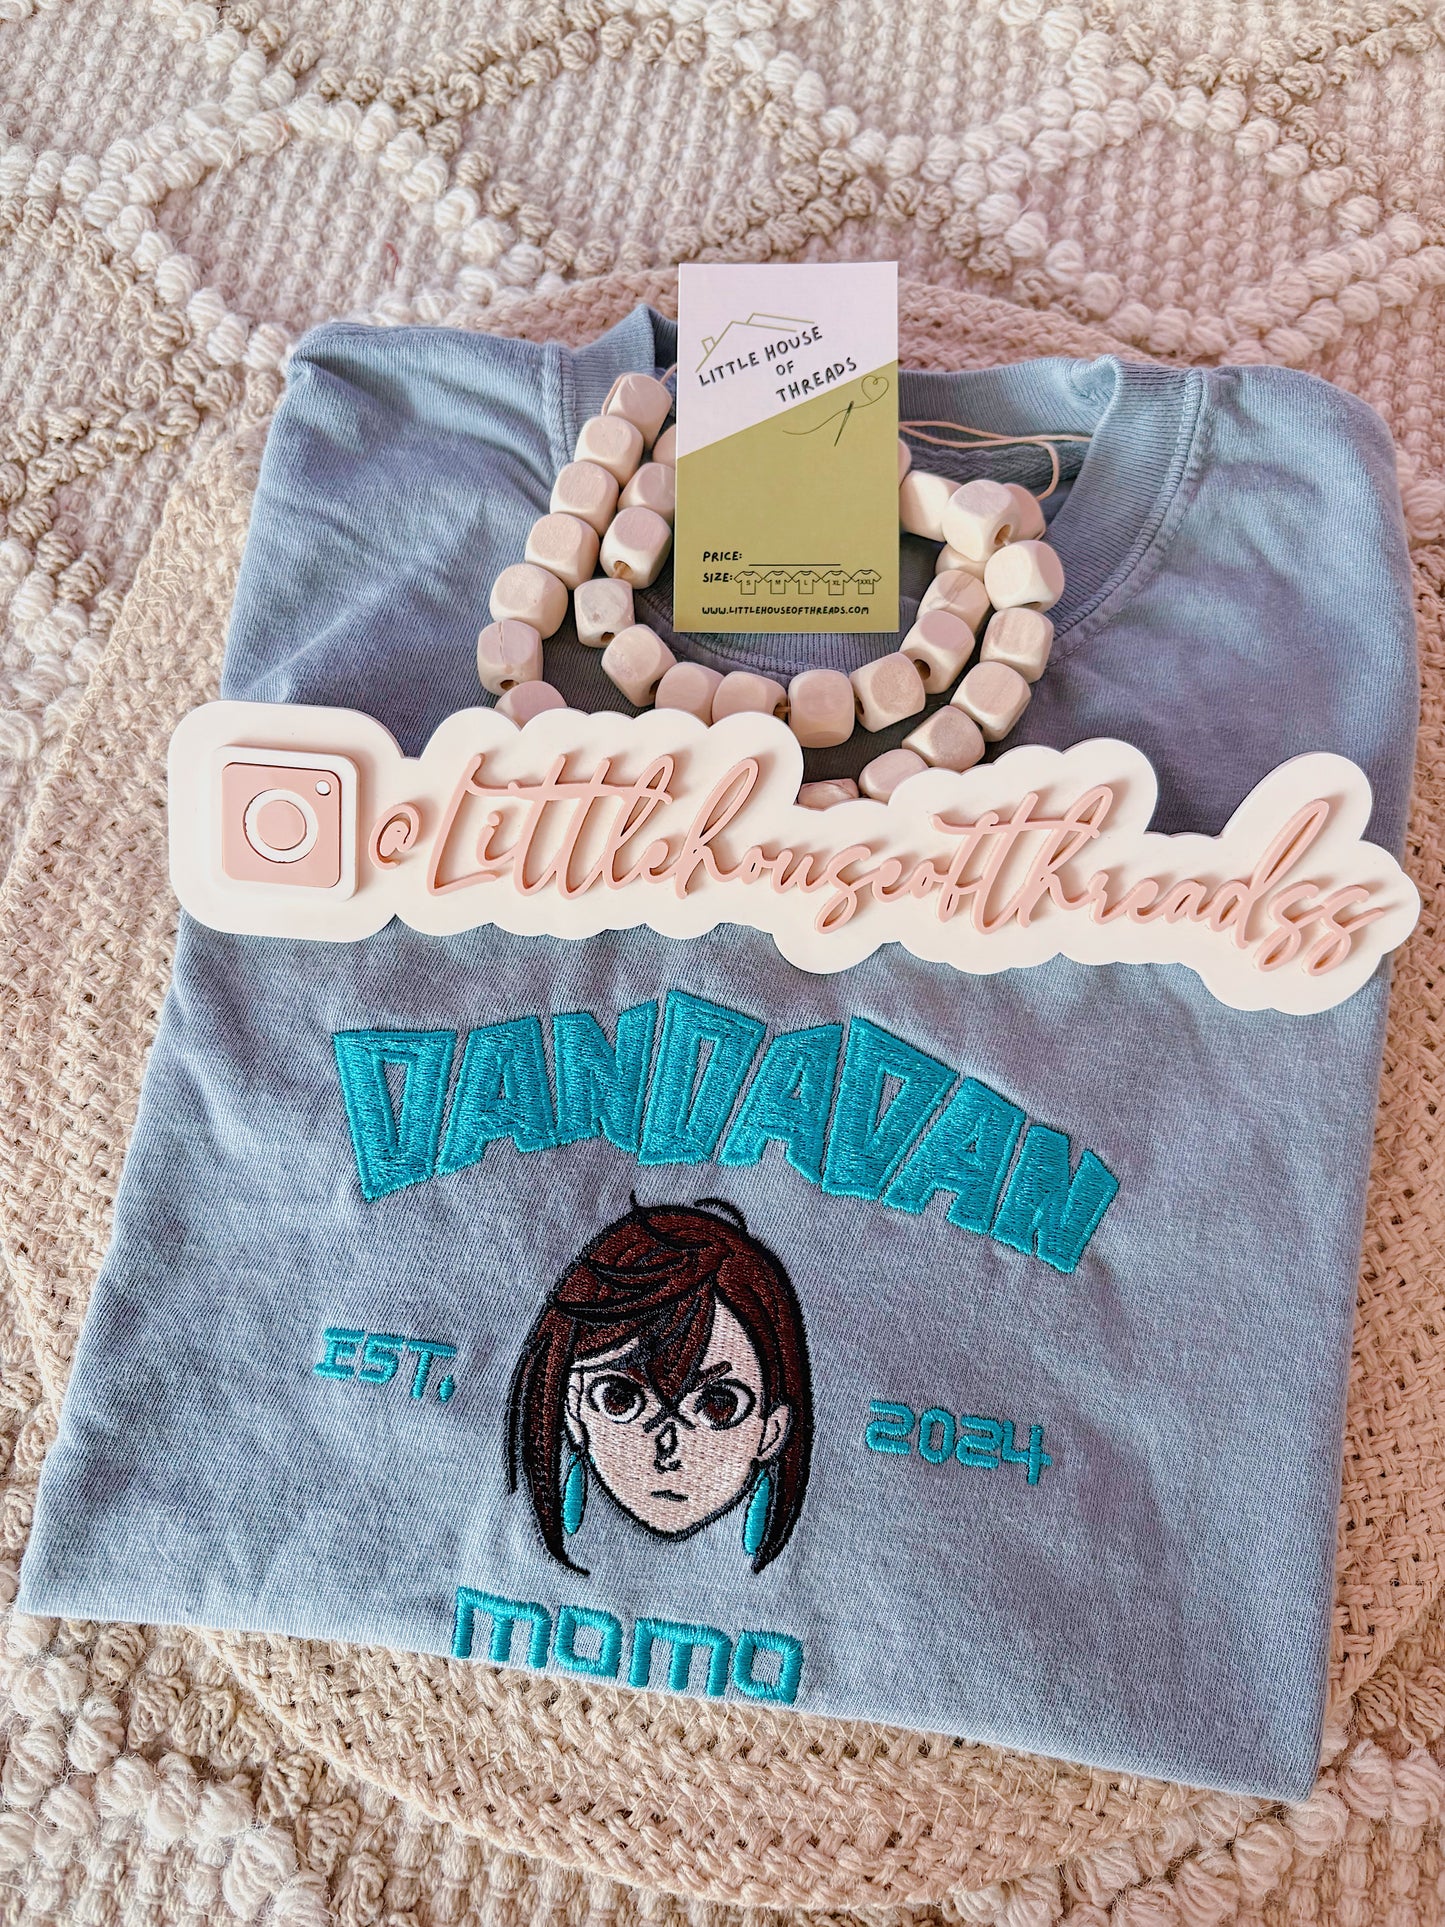 LITTLE HOUSE
OF
THREADS
PRICE:
SIZE: S M L XL XXL
WWW.LITTLEHOUSEOFTHREADS.COM
@Littlehouseofthreadss
DANDADAN
EST. 2024
MOMO